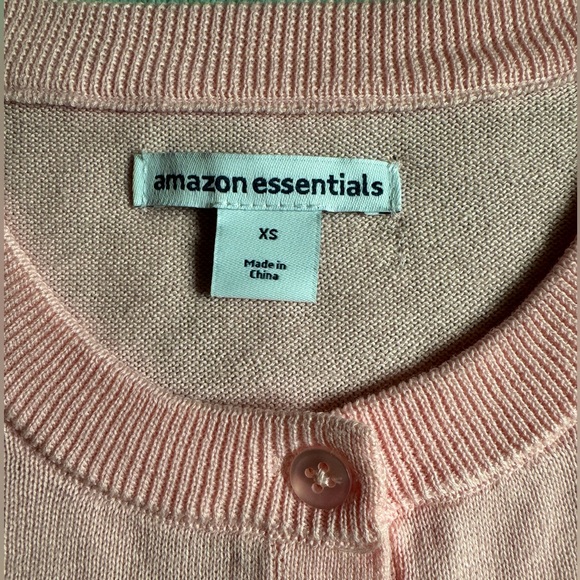 amazon essentials
XS
Made in
China